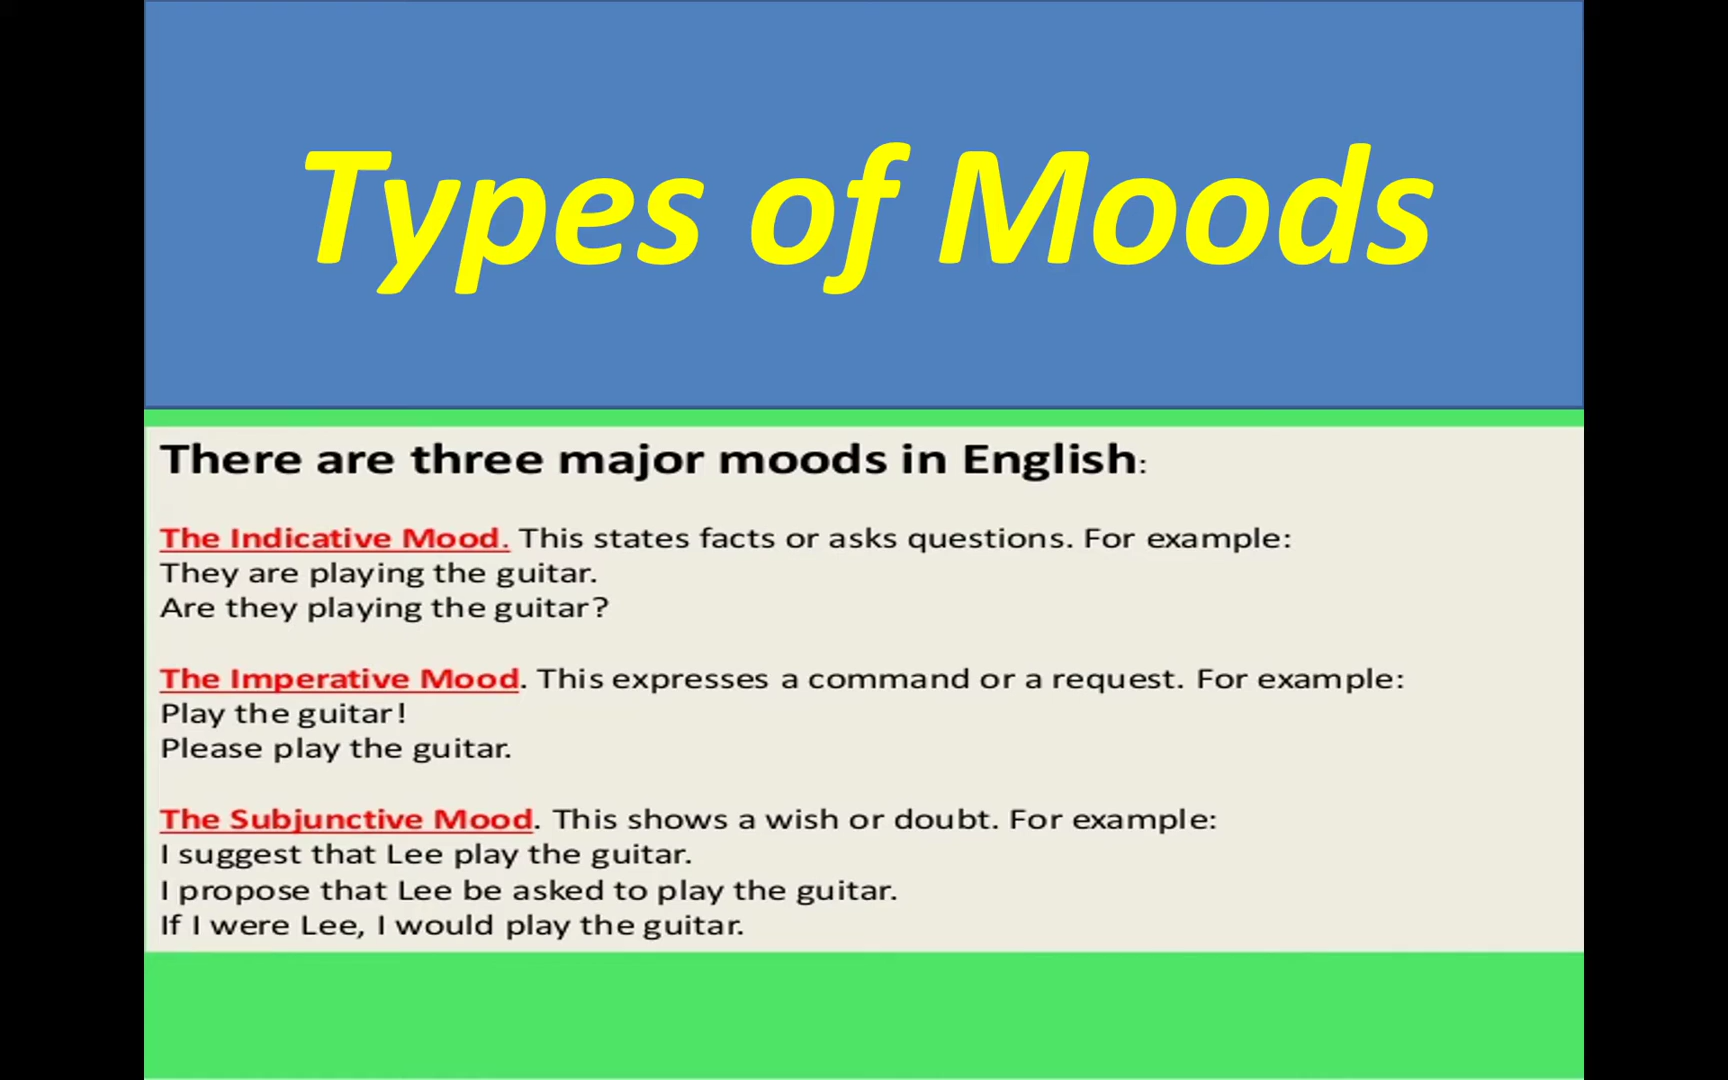 Types of Moods
There are three major moods in English:
The Indicative Mood. This states facts or asks questions. For example:
They are playing the guitar.
Are they playing the guitar?
The Imperative Mood. This expresses a command or a request. For example:
Play the guitar!
Please play the guitar.
The Subjunctive Mood. This shows a wish or doubt. For example:
I suggest that Lee play the guitar.
I propose that Lee be asked to play the guitar.
If I were Lee, I would play the guitar.